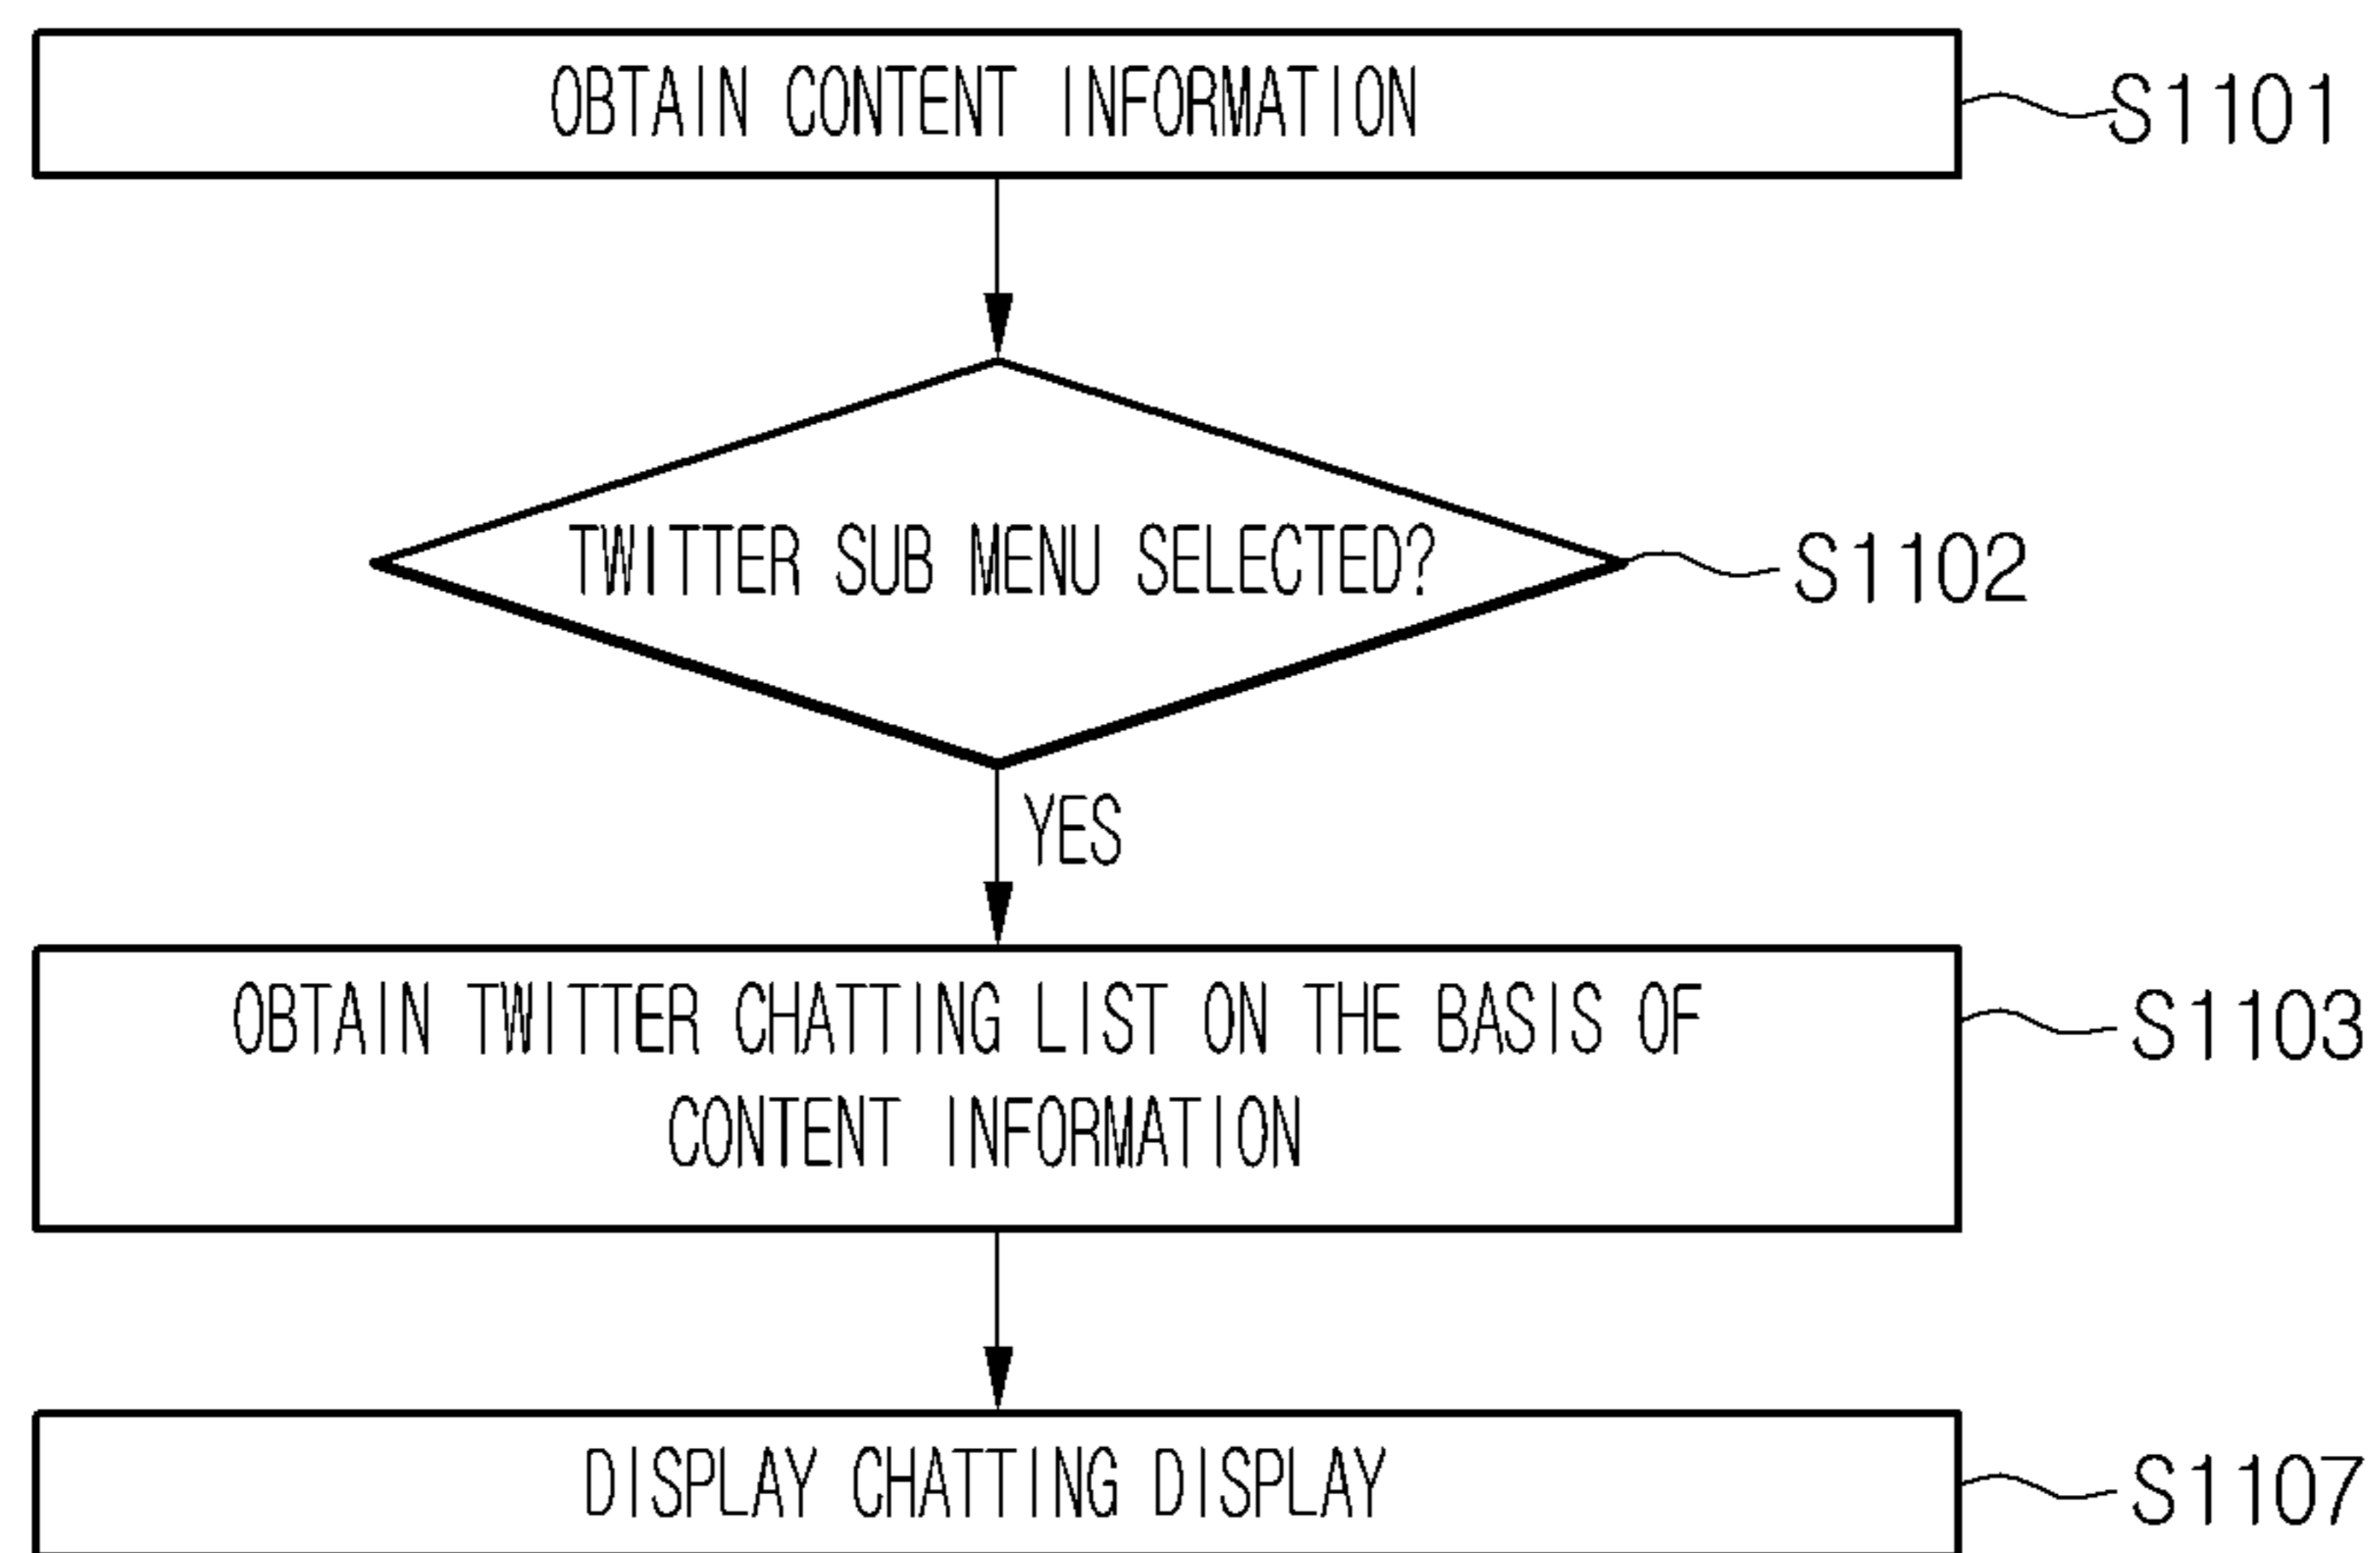 OBTAIN CONTENT INFORMATION
S1101
TWITTER SUB MENU SELECTED?
S1102
YES
OBTAIN TWITTER CHATTING LIST ON THE BASIS OF
CONTENT INFORMATION
S1103
DISPLAY CHATTING DISPLAY
S1107